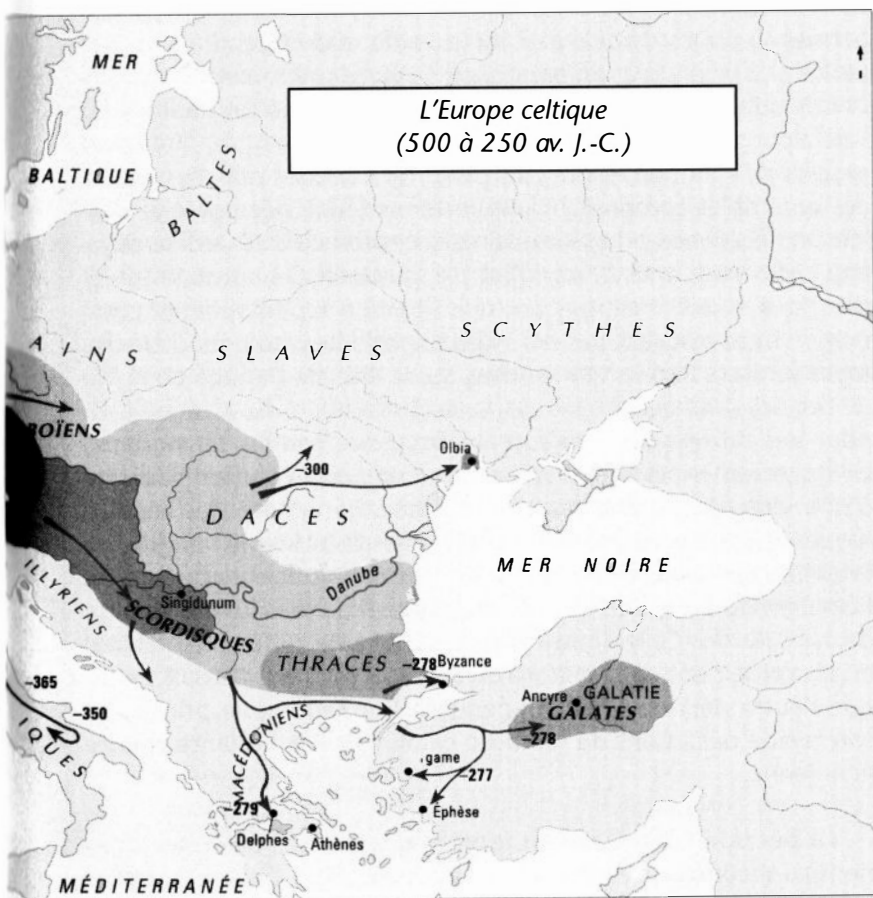 MER
L'Europe celtique
(500 à 250 av. J.-C.)
BALTIQUE
BALTES
SCYTHES
AINS SLAVES
BOÏENS
Olbia
–300
DACES
MER NOIRE
ILLYRIENS
Danube
Singidunum
SCORDISQUES
THRACES
–278 Byzance
–365
–350
IQUES
Ancyre GALATIE
GALATES
–278
MACÉDONIENS
game
–277
–279
Éphèse
Delphes
Athènes
MÉDITERRANÉE